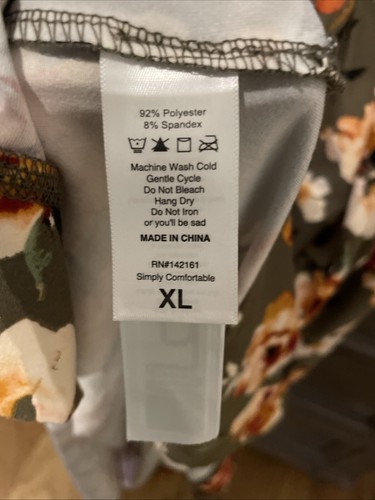 92% Polyester
8% Spandex
Machine Wash Cold
Gentle Cycle
Do Not Bleach
Hang Dry
Do Not Iron
or you'll be sad
MADE IN CHINA
RN#142161
Simply Comfortable
XL